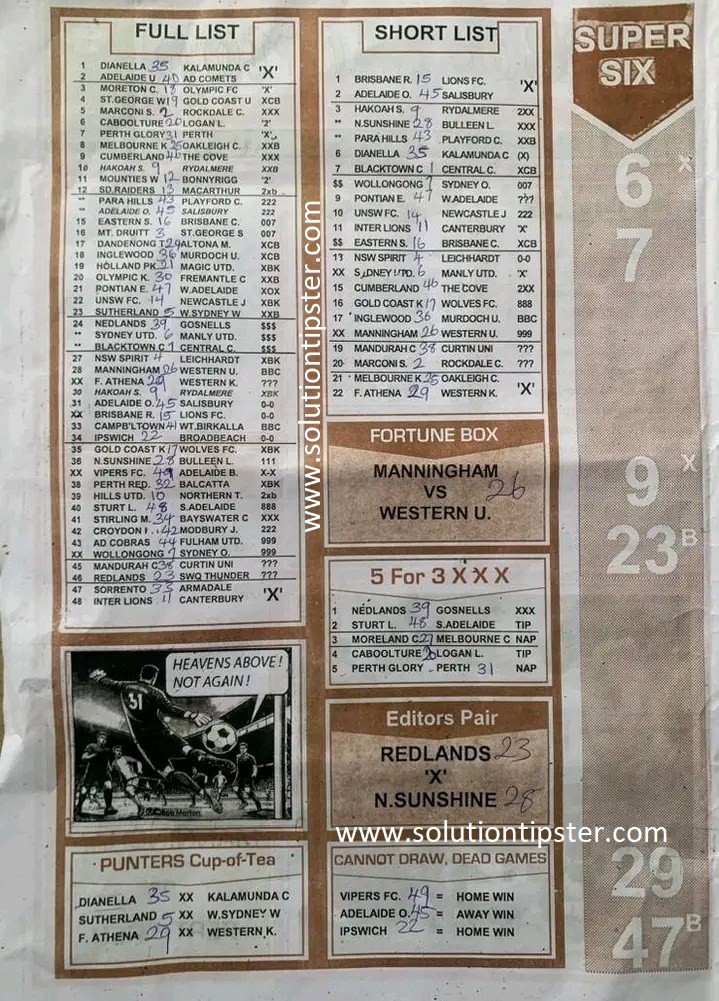 FULL LIST
1 DIANELLA 35 KALAMUNDA C 'X'
2 ADELAIDE U 40 AD COMETS
3 MORETON C. 18 OLYMPIC FC 'X'
4 ST.GEORGE W 19 GOLD COAST U XCB
5 MARCONI S. 2 ROCKDALE C. XXX
6 CABOOLTURE 20 LOGAN L. '2'
7 PERTH GLORY 31 PERTH 'X'
8 MELBOURNE K 25 OAKLEIGH C. XXB
9 CUMBERLAND 46 THE COVE XXX
10 HAKOAH S. 9 RYDALMERE XXB
11 MOUNTIES W 12 BONNYRIGG '2'
12 SD.RAIDERS 13 MACARTHUR 2xb
** PARA HILLS 43 PLAYFORD C. 222
** ADELAIDE O. 45 SALISBURY 222
15 EASTERN S. 16 BRISBANE C. 007
16 MT. DRUITT 3 ST.GEORGE S 007
17 DANDENONG T 24 ALTONA M. XCB
18 INGLEWOOD 36 MURDOCH U. XCB
19 HOLLAND PK 21 MAGIC UTD. XBK
20 OLYMPIC K. 30 FREMANTLE C XXB
21 PONTIAN E. 47 W.ADELAIDE XOX
22 UNSW FC. 14 NEWCASTLE J XBK
23 SUTHERLAND 5 W.SYDNEY W XXB
24 NEDLANDS 39 GOSNELLS $$$
** SYDNEY UTD. 6 MANLY UTD. $$$
** BLACKTOWN C 1 CENTRAL C. $$$
27 NSW SPIRIT 4 LEICHARDT XBK
28 MANNINGHAM 26 WESTERN U. BBC
XX F. ATHENA 29 WESTERN K. ???
30 HAKOAH S. 9 RYDALMERE XBK
31 ADELAIDE O. 45 SALISBURY 0-0
XX BRISBANE R. 15 LIONS FC. 0-0
33 CAMPB'LTOWN 41 WT.BIRKALLA BBC
34 IPSWICH 22 BROADBEACH 0-0
35 GOLD COAST K 17 WOLVES FC. XBK
36 N.SUNSHINE 28 BULLEEN L. 111
XX VIPERS FC. 49 ADELAIDE B. X-X
38 PERTH RED. 32 BALCATTA XBK
39 HILLS UTD. 10 NORTHERN T. 2xb
40 STURT L. 48 S.ADELAIDE 888
41 STIRLING M. 34 BAYSWATER C XXX
42 CROYDON 42 MODBURY J. 222
43 AD COBRAS 44 FULHAM UTD. 999
XX WOLLONGONG 7 SYDNEY O. 999
45 MANDURAH C 38 CURTIN UNI ???
46 REDLANDS 23 SWQ THUNDER ???
47 SORRENTO 33 ARMADALE 'X'
48 INTER LIONS 11 CANTERBURY
SHORT LIST
1 BRISBANE R. 15 LIONS FC. 'X'
2 ADELAIDE O. 45 SALISBURY
3 HAKOAH S. 9 RYDALMERE 2XX
** N.SUNSHINE 28 BULLEEN L. XXX
** PARA HILLS 43 PLAYFORD C. XXB
6 DIANELLA 35 KALAMUNDA C (X)
7 BLACKTOWN C 1 CENTRAL C. XCB
$$ WOLLONGONG 7 SYDNEY O. 007
9 PONTIAN E. 47 W.ADELAIDE ???
10 UNSW FC. 14 NEWCASTLE J 222
11 INTER LIONS 11 CANTERBURY 'X'
$$ EASTERN S. 16 BRISBANE C. XCB
13 NSW SPIRIT 4 LEICHARDT 0-0
XX SYDNEY UTD. 6 MANLY UTD. 'X'
15 CUMBERLAND 46 THE COVE 2XX
16 GOLD COAST K 17 WOLVES FC. 888
17 INGLEWOOD 36 MURDOCH U. BBC
XX MANNINGHAM 26 WESTERN U. 999
19 MANDURAH C 38 CURTIN UNI ???
20 MARCONI S. 2 ROCKDALE C. ???
21 MELBOURNE K 25 OAKLEIGH C. 'X'
22 F. ATHENA 29 WESTERN K.
FORTUNE BOX
MANNINGHAM
VS 26
WESTERN U.
5 For 3 X X X
1 NEDLANDS 39 GOSNELLS XXX
2 STURT L. 48 S.ADELAIDE TIP
3 MORELAND C 27 MELBOURNE C NAP
4 CABOOLTURE 20 LOGAN L. TIP
5 PERTH GLORY PERTH 31 NAP
Editors Pair
REDLANDS 23
'X'
N.SUNSHINE 28
www.solutiontipster.com
www.solutiontipster.com
HEAVENS ABOVE!
NOT AGAIN!
31
PUNTERS Cup-of-Tea
DIANELLA 35 XX KALAMUNDA C
SUTHERLAND 5 XX W.SYDNEY W
F. ATHENA 29 XX WESTERN K.
CANNOT DRAW, DEAD GAMES
VIPERS FC. 49 = HOME WIN
ADELAIDE O. 45 = AWAY WIN
IPSWICH 22 = HOME WIN
SUPER
SIX
6 X
7
9 X
23 B
29
47 B